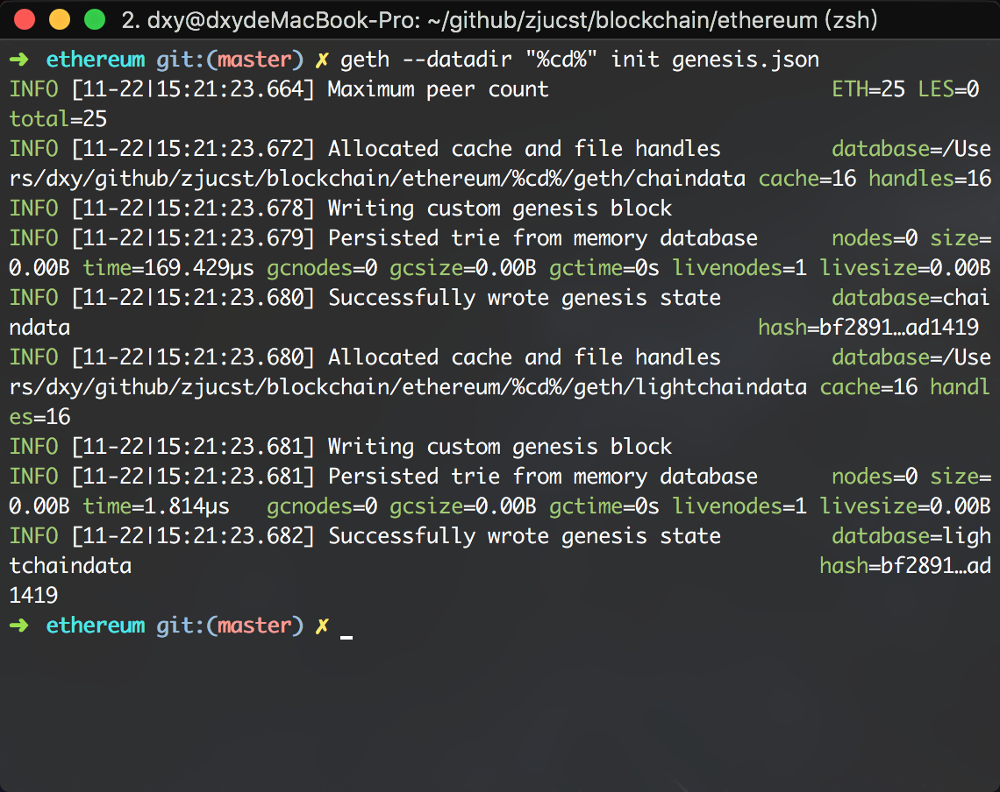 2. dxy@dxydeMacBook-Pro: ~/github/zjucst/blockchain/ethereum (zsh)
➜  ethereum git:(master) ✗ geth --datadir "%cd%" init genesis.json
INFO [11-22|15:21:23.664] Maximum peer count                       ETH=25 LES=0
total=25
INFO [11-22|15:21:23.672] Allocated cache and file handles         database=/Use
rs/dxy/github/zjucst/blockchain/ethereum/%cd%/geth/chaindata cache=16 handles=16
INFO [11-22|15:21:23.678] Writing custom genesis block
INFO [11-22|15:21:23.679] Persisted trie from memory database      nodes=0 size=
0.00B time=169.429µs gcnodes=0 gcsize=0.00B gctime=0s livenodes=1 livesize=0.00B
INFO [11-22|15:21:23.680] Successfully wrote genesis state         database=chai
ndata                                                        hash=bf2891…ad1419
INFO [11-22|15:21:23.680] Allocated cache and file handles         database=/Use
rs/dxy/github/zjucst/blockchain/ethereum/%cd%/geth/lightchaindata cache=16 handl
es=16
INFO [11-22|15:21:23.681] Writing custom genesis block
INFO [11-22|15:21:23.681] Persisted trie from memory database      nodes=0 size=
0.00B time=1.814µs   gcnodes=0 gcsize=0.00B gctime=0s livenodes=1 livesize=0.00B
INFO [11-22|15:21:23.682] Successfully wrote genesis state         database=ligh
tchaindata                                                        hash=bf2891…ad
1419
➜  ethereum git:(master) ✗ _